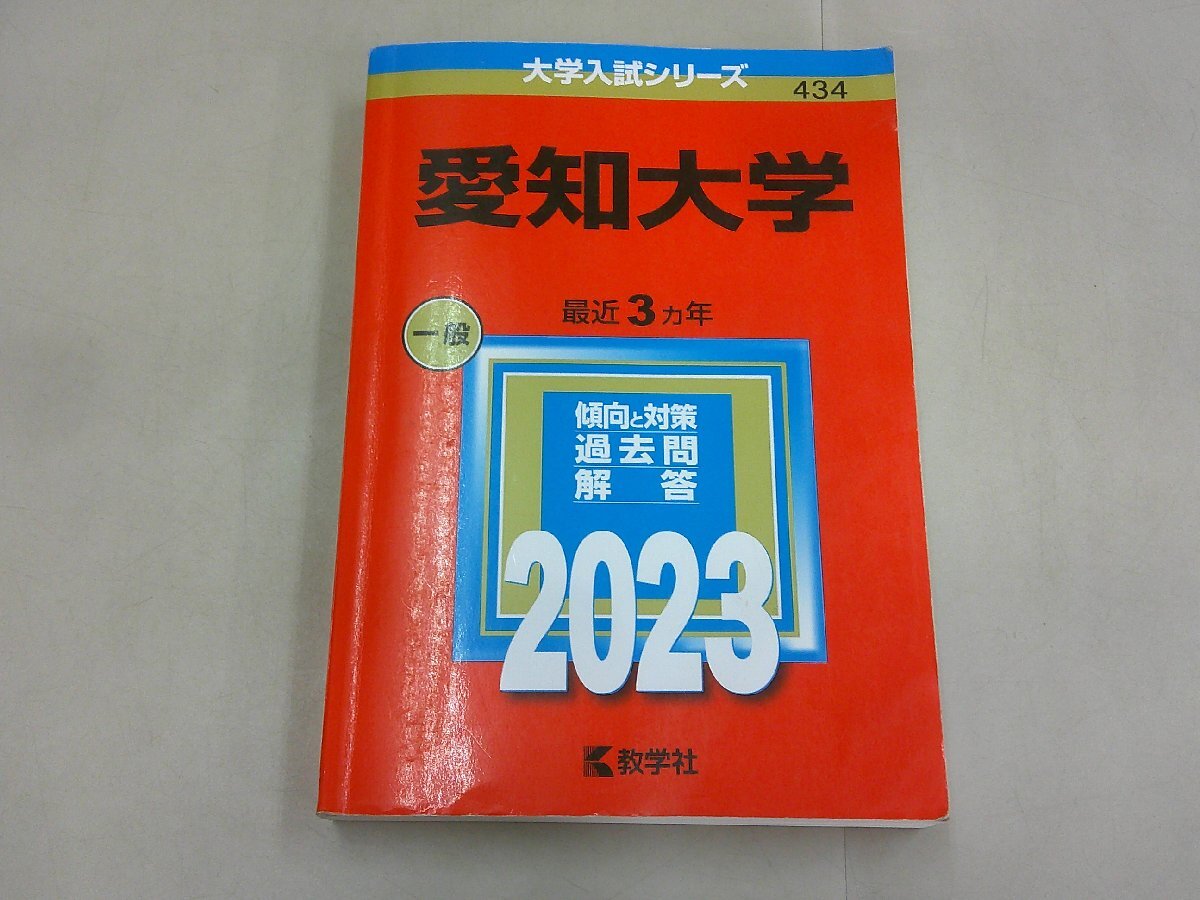 大学入試シリーズ
434
愛知大学
最近3ヵ年
一般
傾向と対策
過去問
解答
2023
教学社